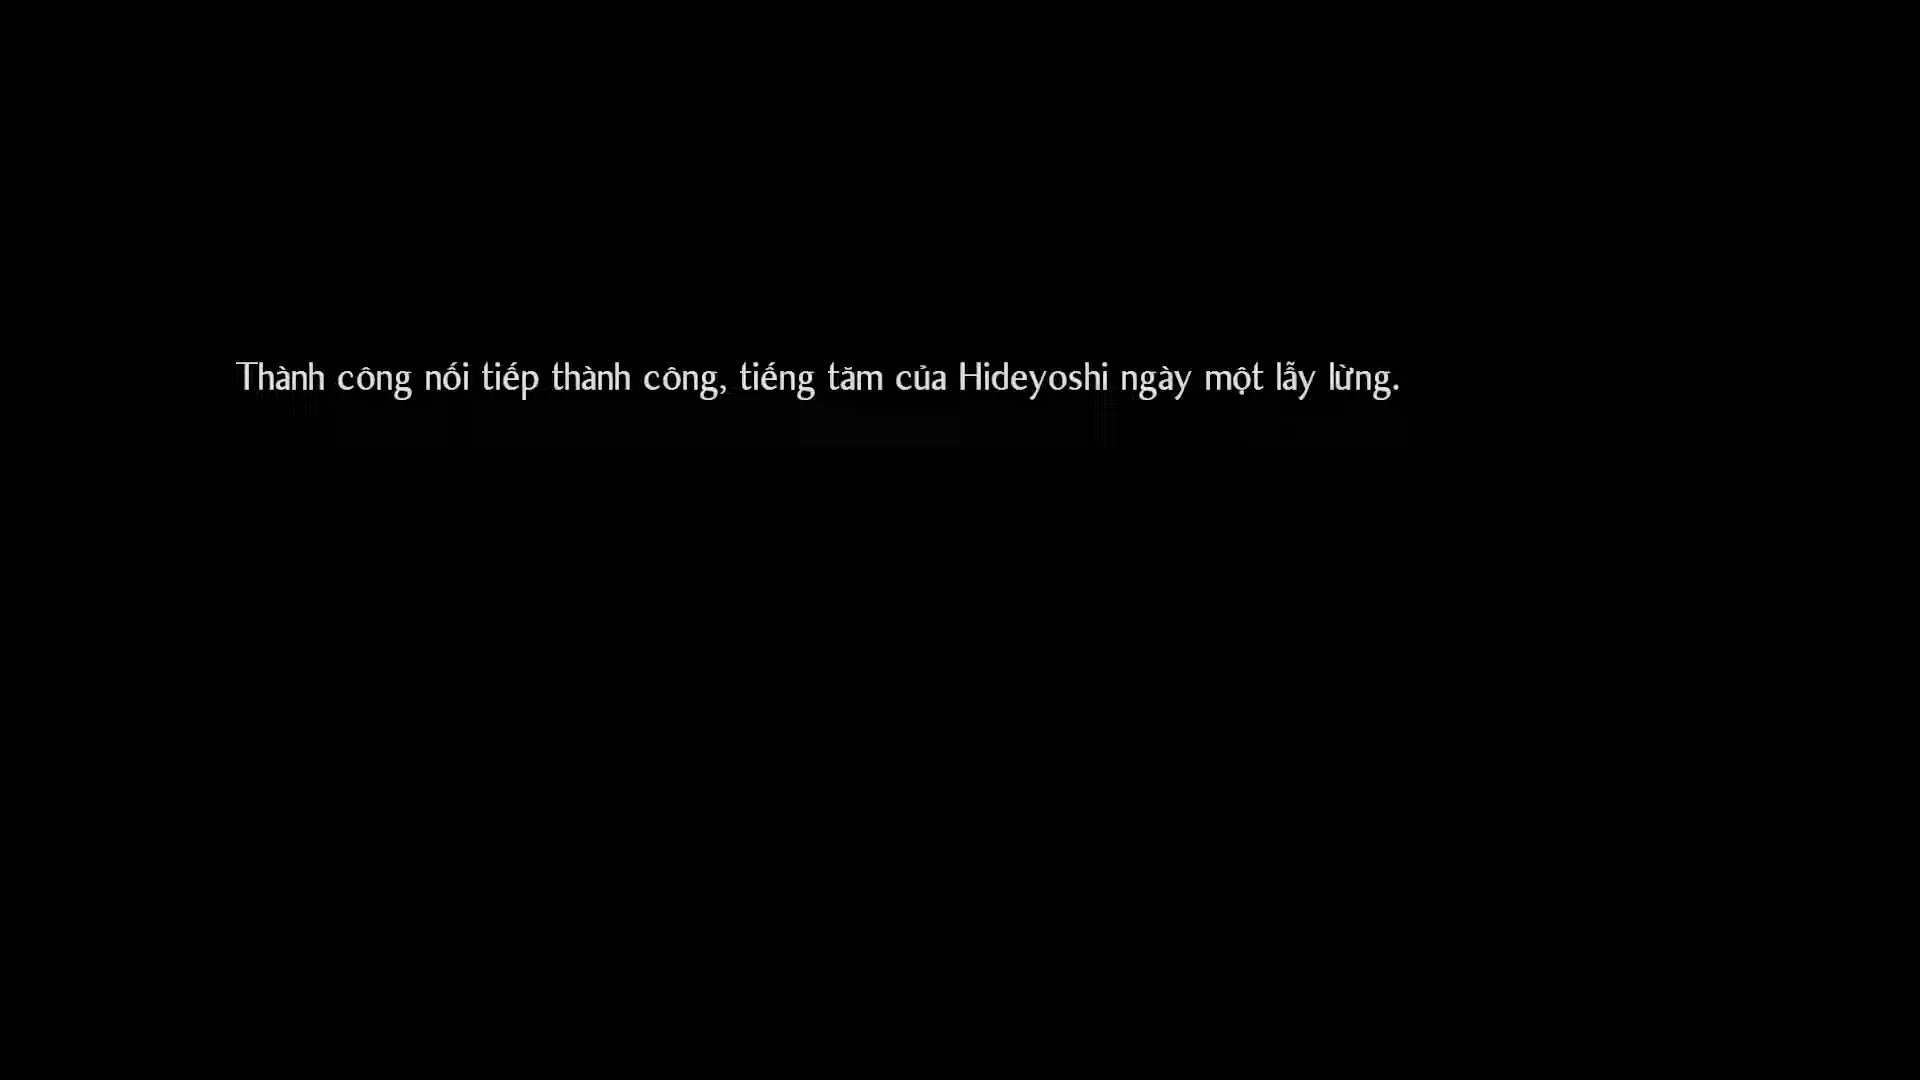 Thành công nối tiếp thành công, tiếng tăm của Hideyoshi ngày một lẫy lừng.